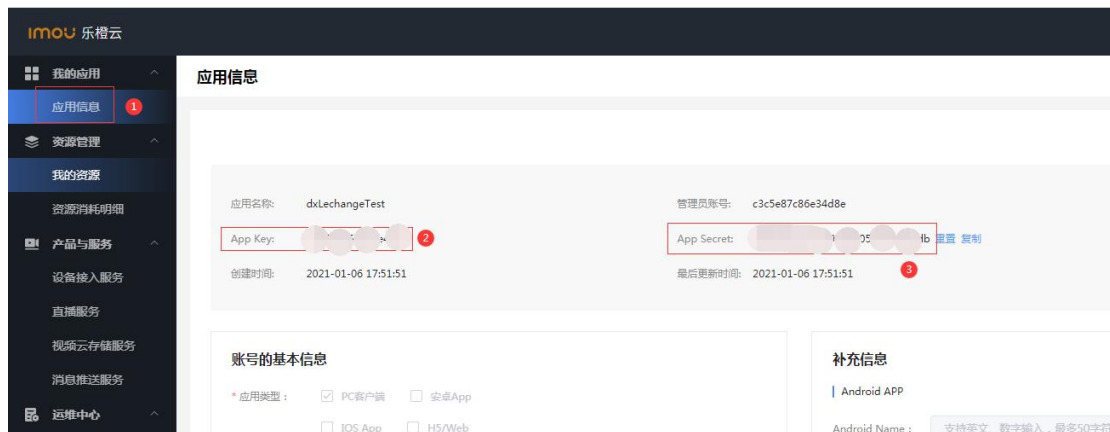 imou 乐橙云
我的应用
应用信息 1
资源管理
我的资源
资源消耗明细
产品与服务
设备接入服务
直播服务
视频云存储服务
消息推送服务
运维中心
应用信息
应用名称: dxLechangeTest
管理员账号: c3c5e87c86e34d8e
App Key: 2
App Secret: 重置 复制
创建时间: 2021-01-06 17:51:51
最后更新时间: 2021-01-06 17:51:51 3
账号的基本信息
* 应用类型: PC客户端 安卓App
IOS App H5/Web
补充信息
Android APP
Android Name: 支持英文、数字输入，最多50字符